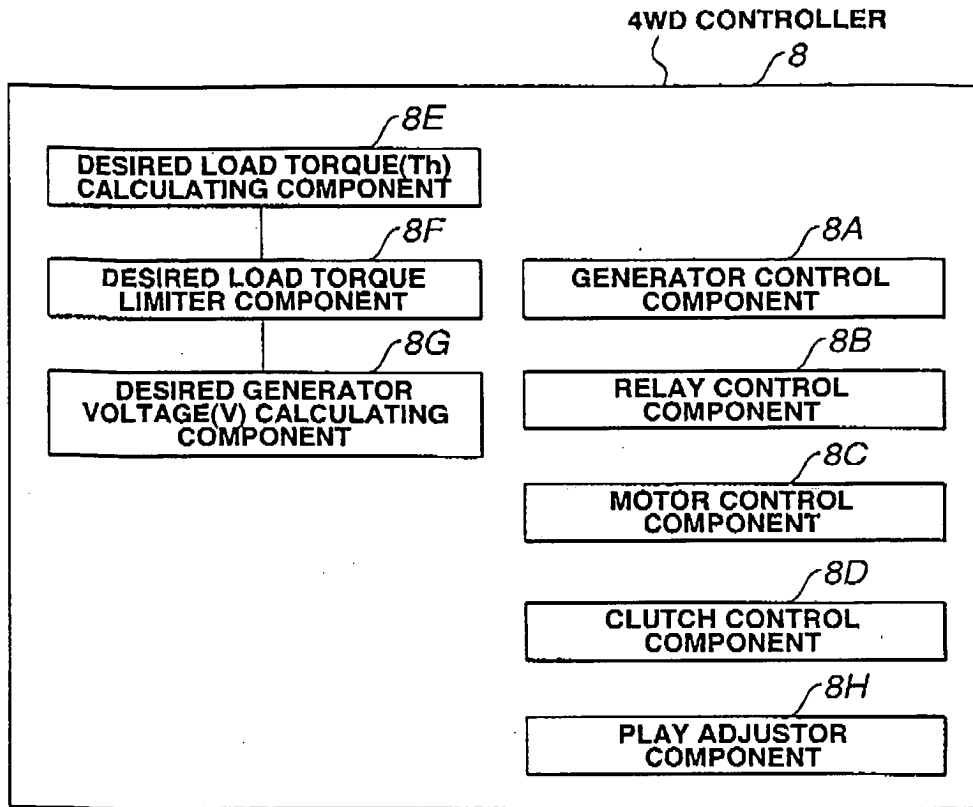 4WD CONTROLLER
8
8E
DESIRED LOAD TORQUE(Th)
CALCULATING COMPONENT
8F
DESIRED LOAD TORQUE
LIMITER COMPONENT
8G
DESIRED GENERATOR
VOLTAGE(V) CALCULATING
COMPONENT
8A
GENERATOR CONTROL
COMPONENT
8B
RELAY CONTROL
COMPONENT
8C
MOTOR CONTROL
COMPONENT
8D
CLUTCH CONTROL
COMPONENT
8H
PLAY ADJUSTOR
COMPONENT